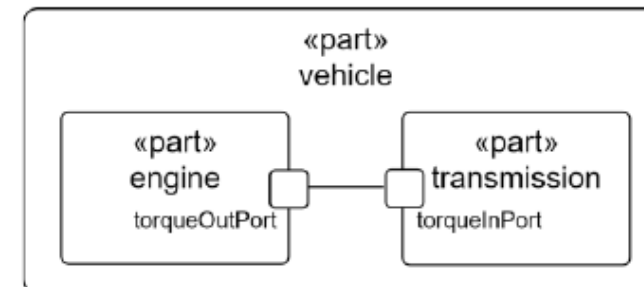 «part»
vehicle
«part»
engine
torqueOutPort
«part»
transmission
torqueInPort